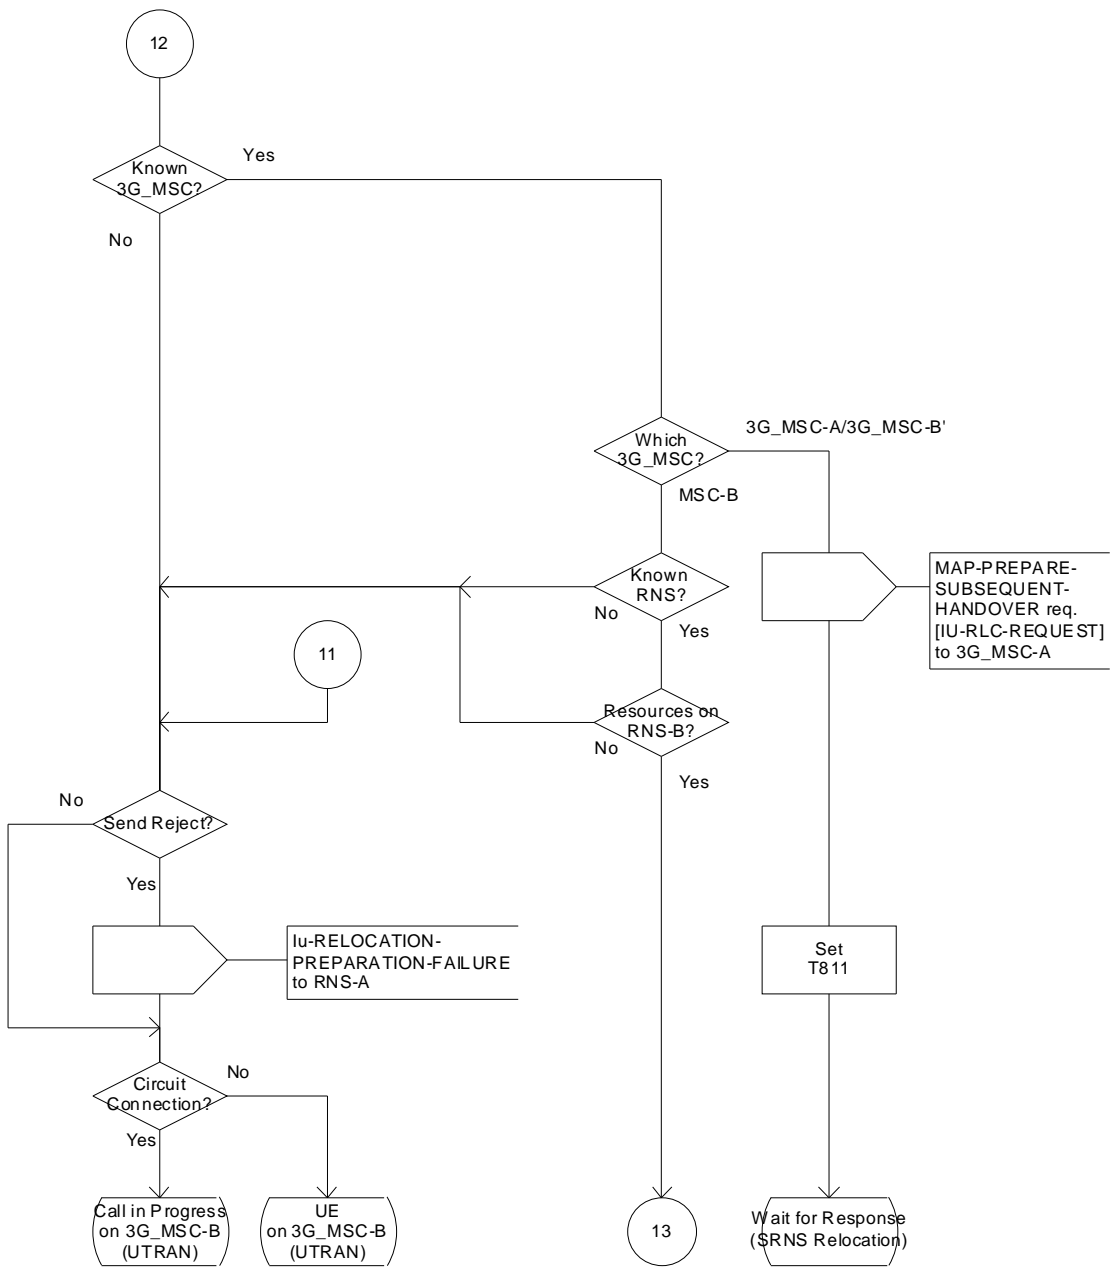 12
Known
3G_MSC?
Yes
No
Which
3G_MSC?
3G_MSC-A/3G_MSC-B'
MSC-B
Known
RNS?
No
Yes
MAP-PREPARE-
SUBSEQUENT-
HANDOVER req.
[IU-RLC-REQUEST]
to 3G_MSC-A
11
Resources on
RNS-B?
No
Yes
No
Send Reject?
Yes
Iu-RELOCATION-
PREPARATION-FAILURE
to RNS-A
Set
T811
Circuit
Connection?
No
Yes
Call in Progress
on 3G_MSC-B
(UTRAN)
UE
on 3G_MSC-B
(UTRAN)
13
Wait for Response
(SRNS Relocation)